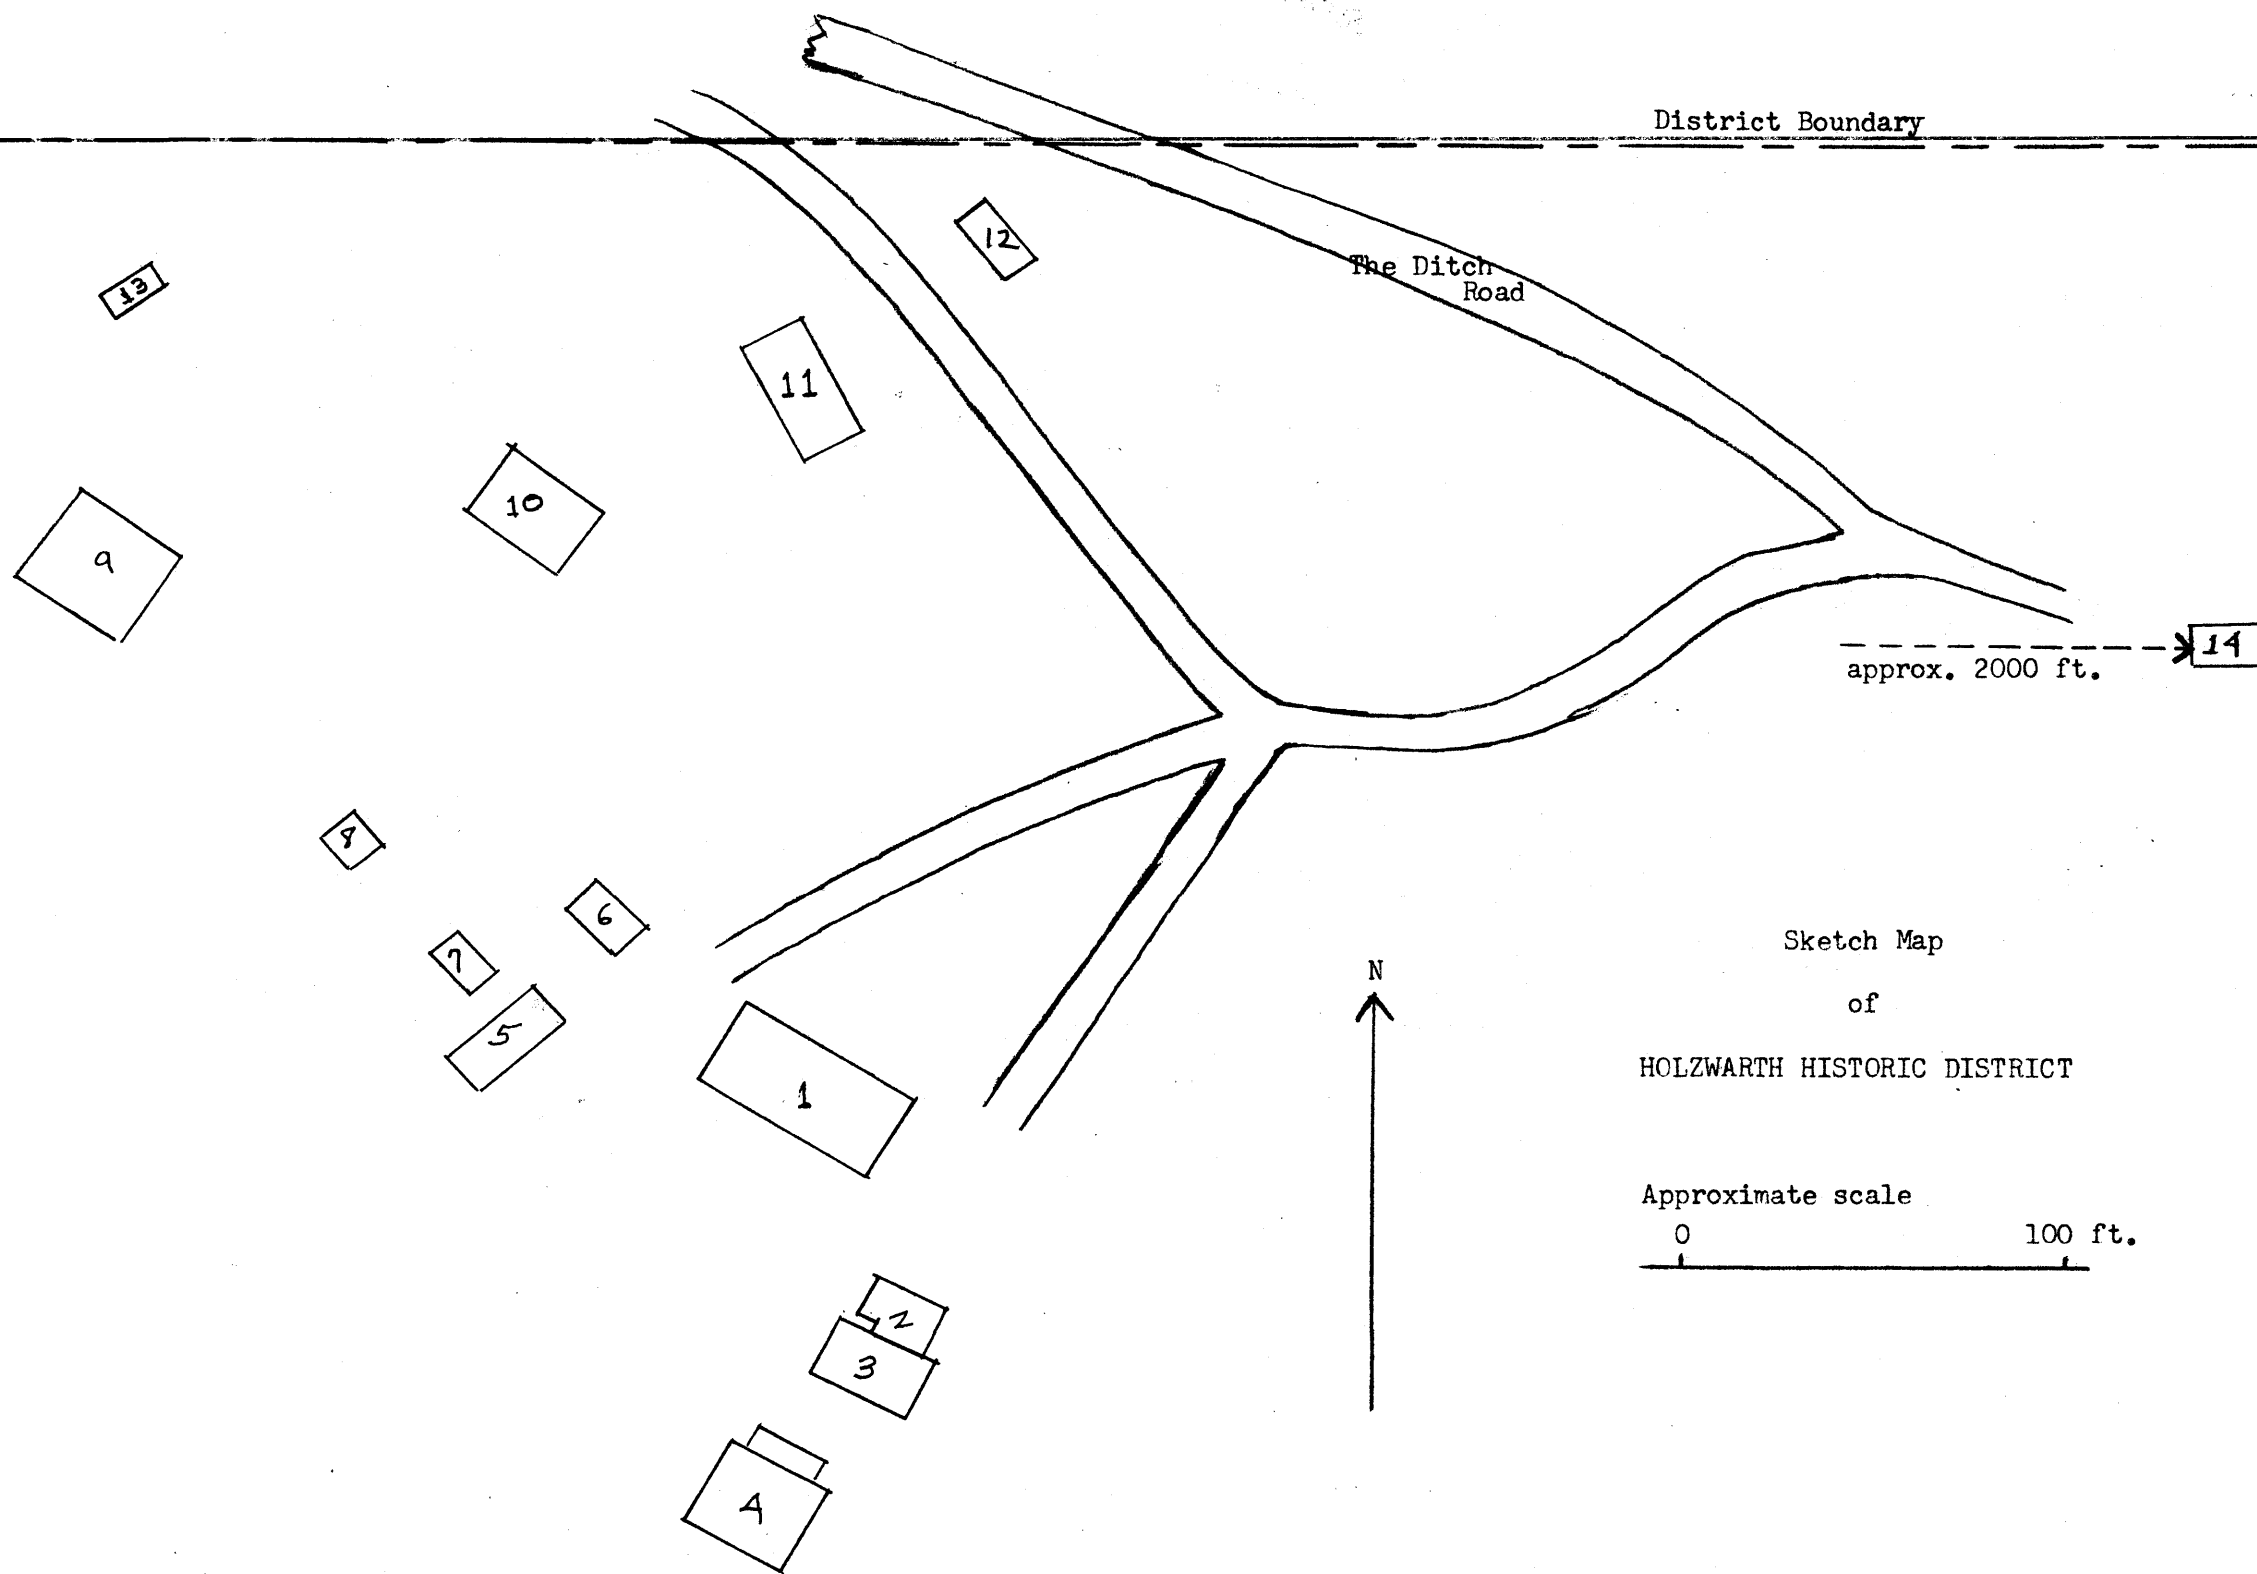 District Boundary
12
The Ditch
Road
13
11
10
9
14
approx. 2000 ft.
8
6
7
5
1
N
Sketch Map
of
HOLZWARTH HISTORIC DISTRICT
Approximate scale
0 100 ft.
2
3
4